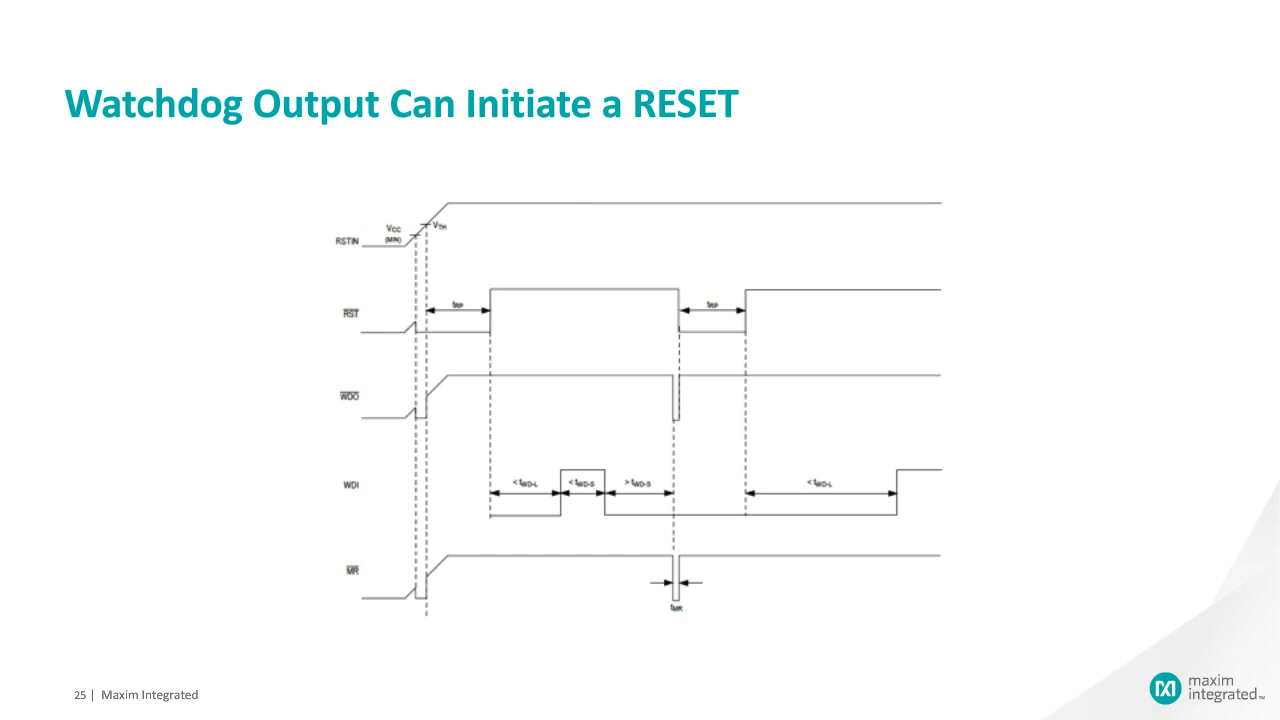 Watchdog Output Can Initiate a RESET
VCC
(MIN)
VTH
RSTIN
tRP
tRP
RST
WDO
< tWD-L
< tWD-S
> tWD-S
< tWD-L
WDI
MR
tMR
25 | Maxim Integrated
maxim
integrated™